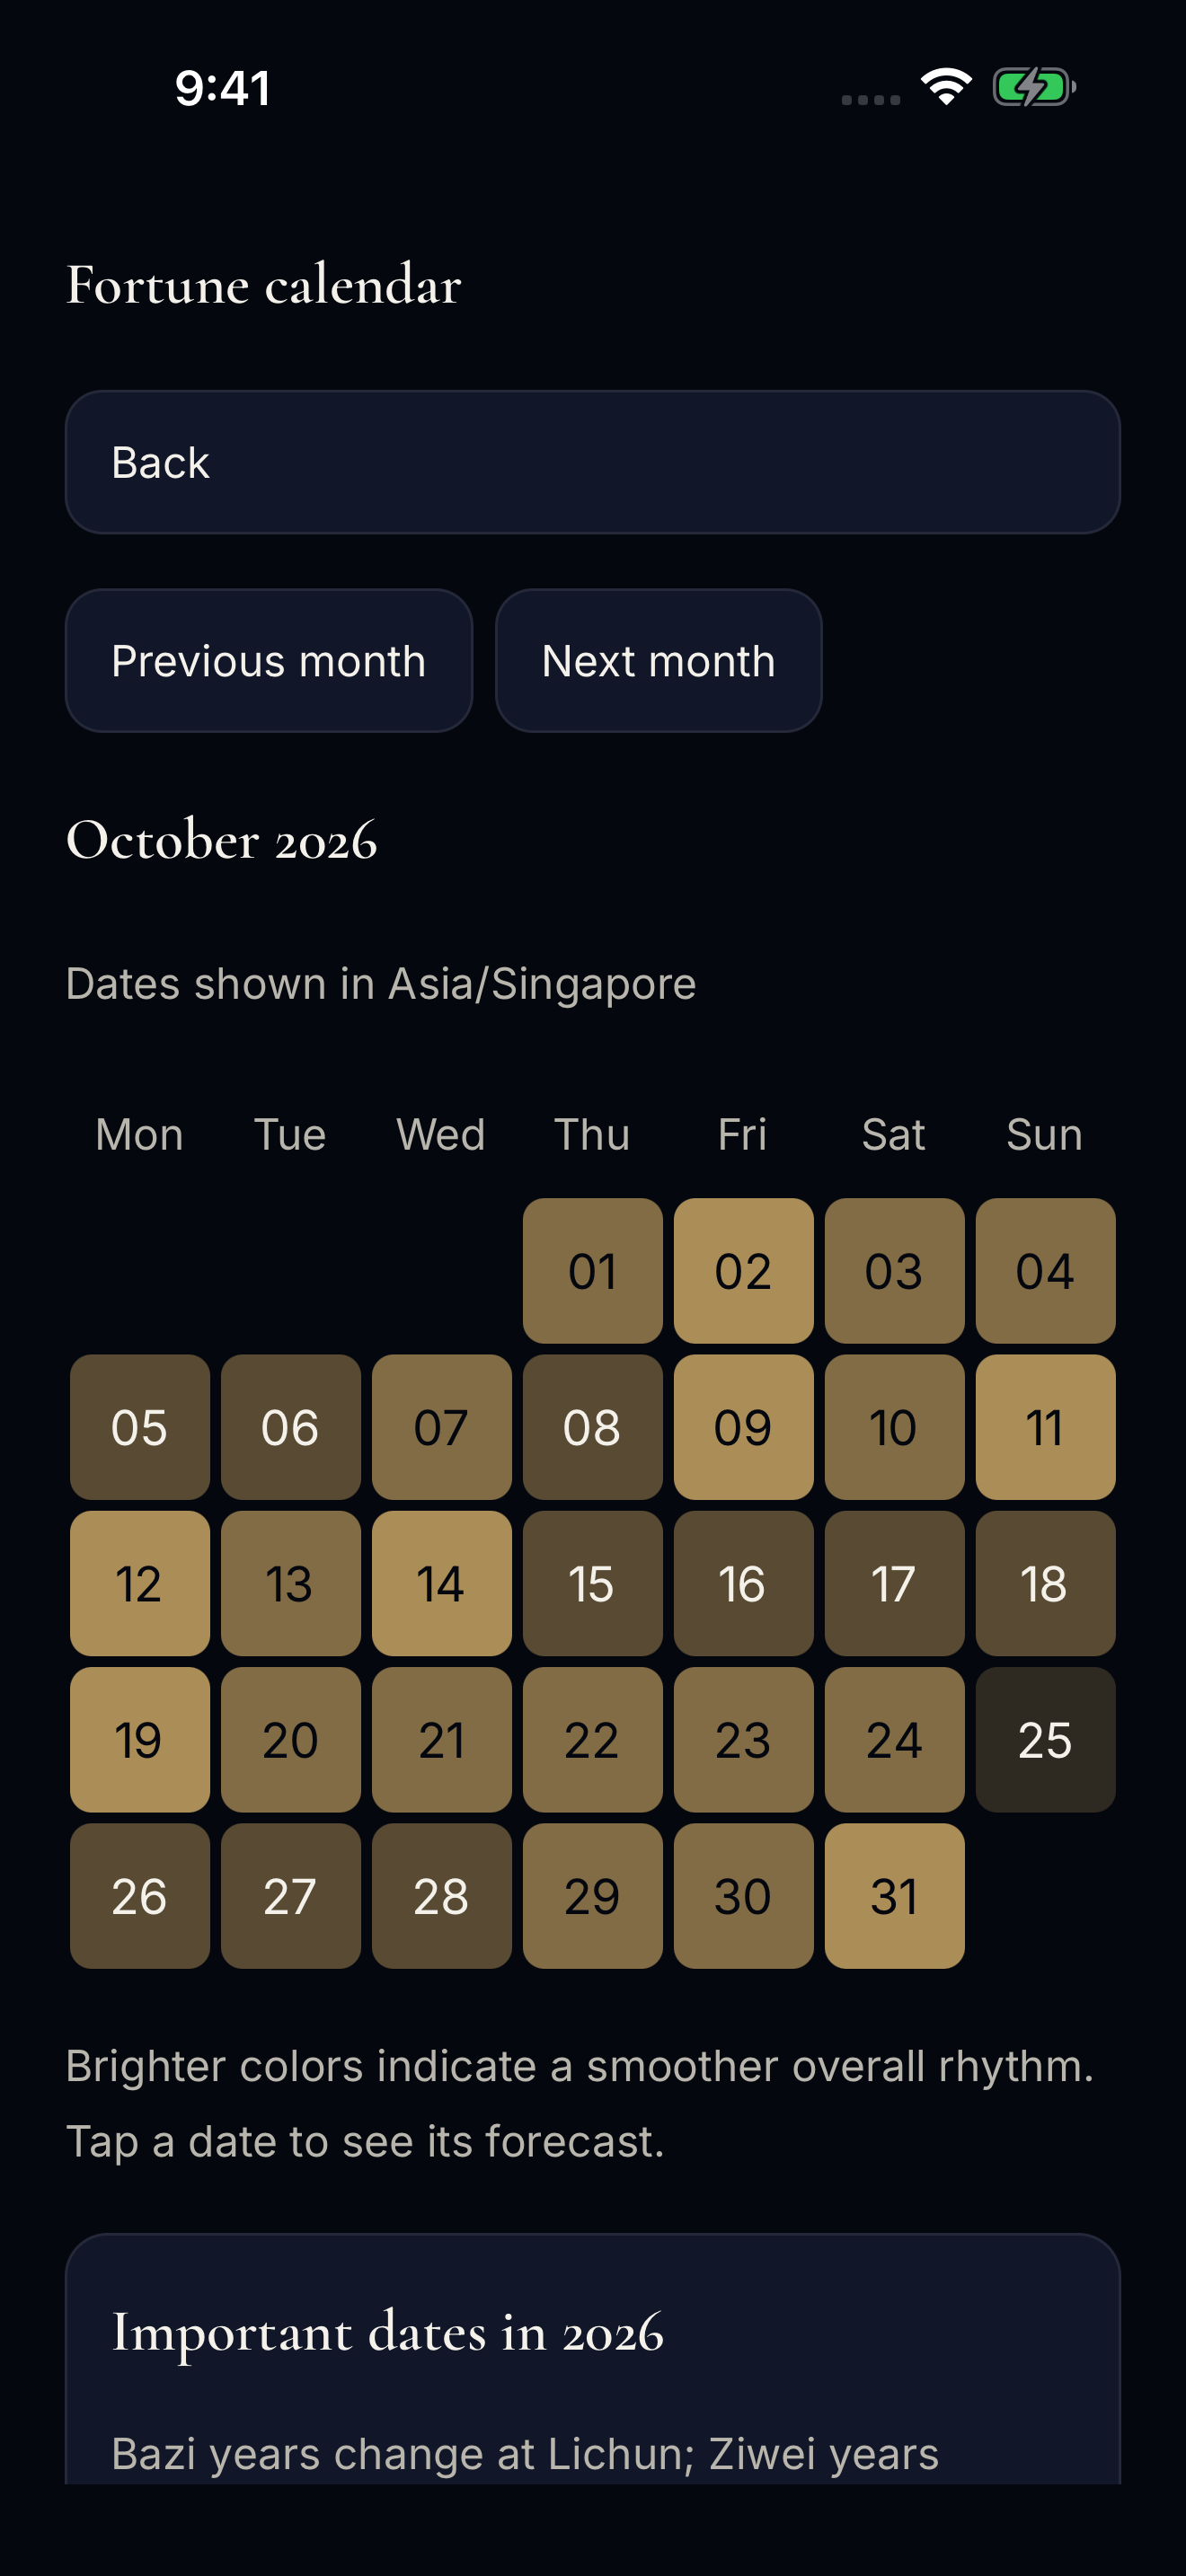 9:41
Fortune calendar
Back
Previous month Next month
October 2026
Dates shown in Asia/Singapore
Mon Tue Wed Thu Fri Sat Sun
01 02 03 04
05 06 07 08 09 10 11
12 13 14 15 16 17 18
19 20 21 22 23 24 25
26 27 28 29 30 31
Brighter colors indicate a smoother overall rhythm.
Tap a date to see its forecast.
Important dates in 2026
Bazi years change at Lichun; Ziwei years